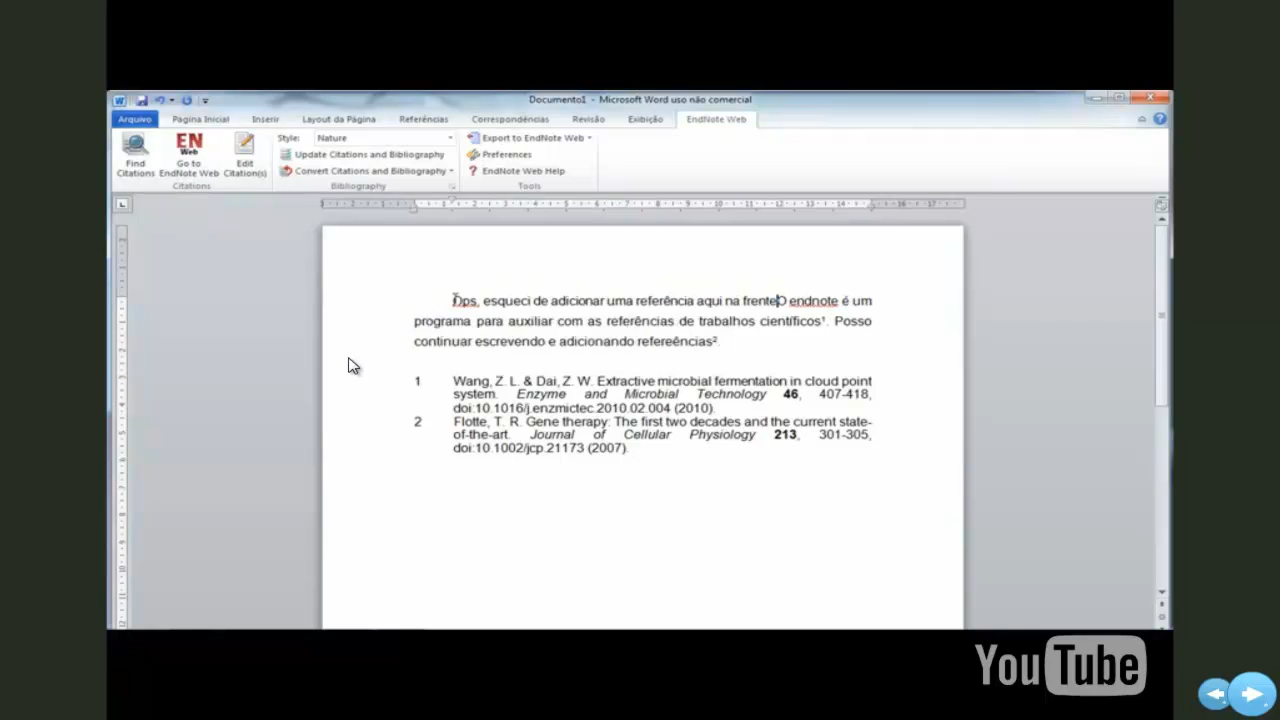 Documento1 - Microsoft Word uso não comercial
Arquivo Pagina Inicial Inserir Layout da Página Referências Correspondências Revisão Exibição EndNote Web
Find Citations
EN Web
Go to EndNote Web
Edit Citation(s)
Citations
Style: Nature
Update Citations and Bibliography
Convert Citations and Bibliography
Bibliography
Export to EndNote Web
Preferences
EndNote Web Help
Tools
Ops, esqueci de adicionar uma referência aqui na frenteO endnote é um
programa para auxiliar com as referências de trabalhos científicos¹. Posso
continuar escrevendo e adicionando refereências².
1 Wang, Z. L. & Dai, Z. W. Extractive microbial fermentation in cloud point
system. Enzyme and Microbial Technology 46, 407-418,
doi:10.1016/j.enzmictec.2010.02.004 (2010).
2 Flotte, T. R. Gene therapy: The first two decades and the current state-
of-the-art. Journal of Cellular Physiology 213, 301-305,
doi:10.1002/jcp.21173 (2007).
YouTube